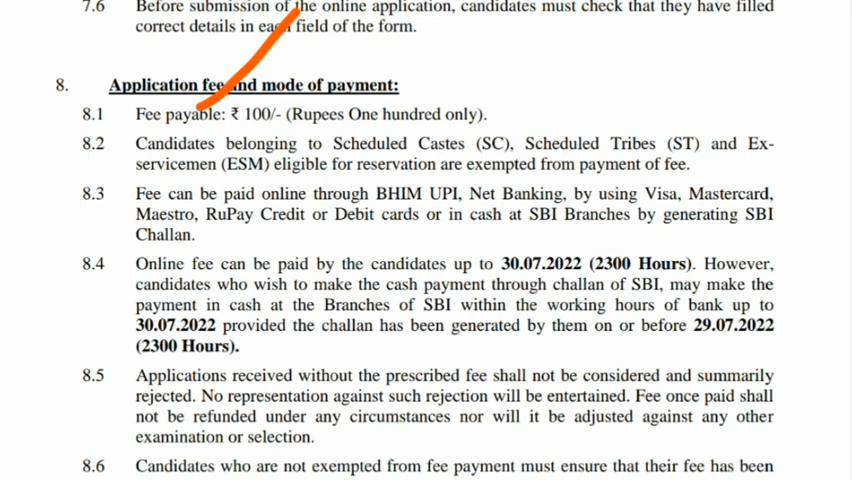 7.6 Before submission of the online application, candidates must check that they have filled
correct details in each field of the form.
8. Application fee and mode of payment:
8.1 Fee payable: ₹ 100/- (Rupees One hundred only).
8.2 Candidates belonging to Scheduled Castes (SC), Scheduled Tribes (ST) and Ex-
servicemen (ESM) eligible for reservation are exempted from payment of fee.
8.3 Fee can be paid online through BHIM UPI, Net Banking, by using Visa, Mastercard,
Maestro, RuPay Credit or Debit cards or in cash at SBI Branches by generating SBI
Challan.
8.4 Online fee can be paid by the candidates up to 30.07.2022 (2300 Hours). However,
candidates who wish to make the cash payment through challan of SBI, may make the
payment in cash at the Branches of SBI within the working hours of bank up to
30.07.2022 provided the challan has been generated by them on or before 29.07.2022
(2300 Hours).
8.5 Applications received without the prescribed fee shall not be considered and summarily
rejected. No representation against such rejection will be entertained. Fee once paid shall
not be refunded under any circumstances nor will it be adjusted against any other
examination or selection.
8.6 Candidates who are not exempted from fee payment must ensure that their fee has been